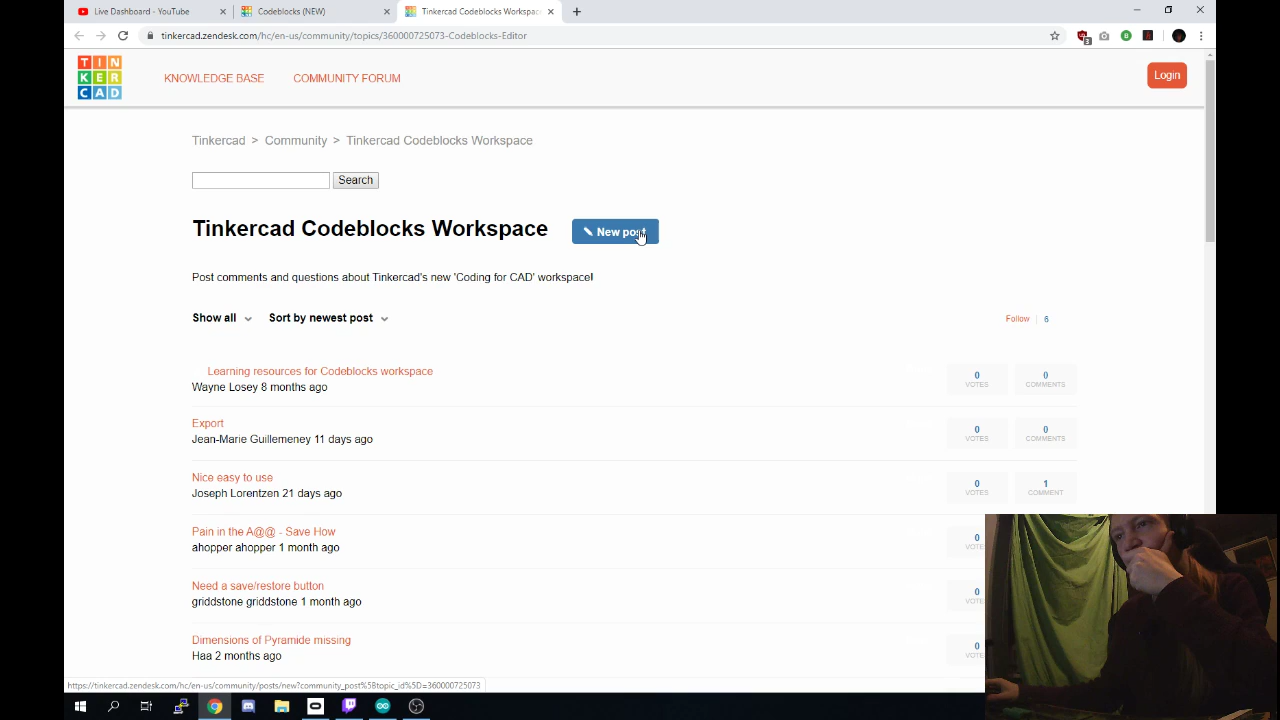 Live Dashboard - YouTube
Codeblocks (NEW)
Tinkercad Codeblocks Workspac
tinkercad.zendesk.com/hc/en-us/community/topics/360000725073-Codeblocks-Editor
3
TIN
KER
CAD
KNOWLEDGE BASE
COMMUNITY FORUM
Login
Tinkercad > Community > Tinkercad Codeblocks Workspace
Search
Tinkercad Codeblocks Workspace
New post
Post comments and questions about Tinkercad's new 'Coding for CAD' workspace!
Show all
Sort by newest post
Follow 6
Learning resources for Codeblocks workspace
Wayne Losey 8 months ago
0
VOTES
0
COMMENTS
Export
Jean-Marie Guillemeney 11 days ago
0
VOTES
0
COMMENTS
Nice easy to use
Joseph Lorentzen 21 days ago
0
VOTES
1
COMMENT
Pain in the A@@ - Save How
ahopper ahopper 1 month ago
0
VOTE
Need a save/restore button
griddstone griddstone 1 month ago
0
VOTE
Dimensions of Pyramide missing
Haa 2 months ago
0
VOTE
https://tinkercad.zendesk.com/hc/en-us/community/posts/new?community_post%5Btopic_id%5D=360000725073